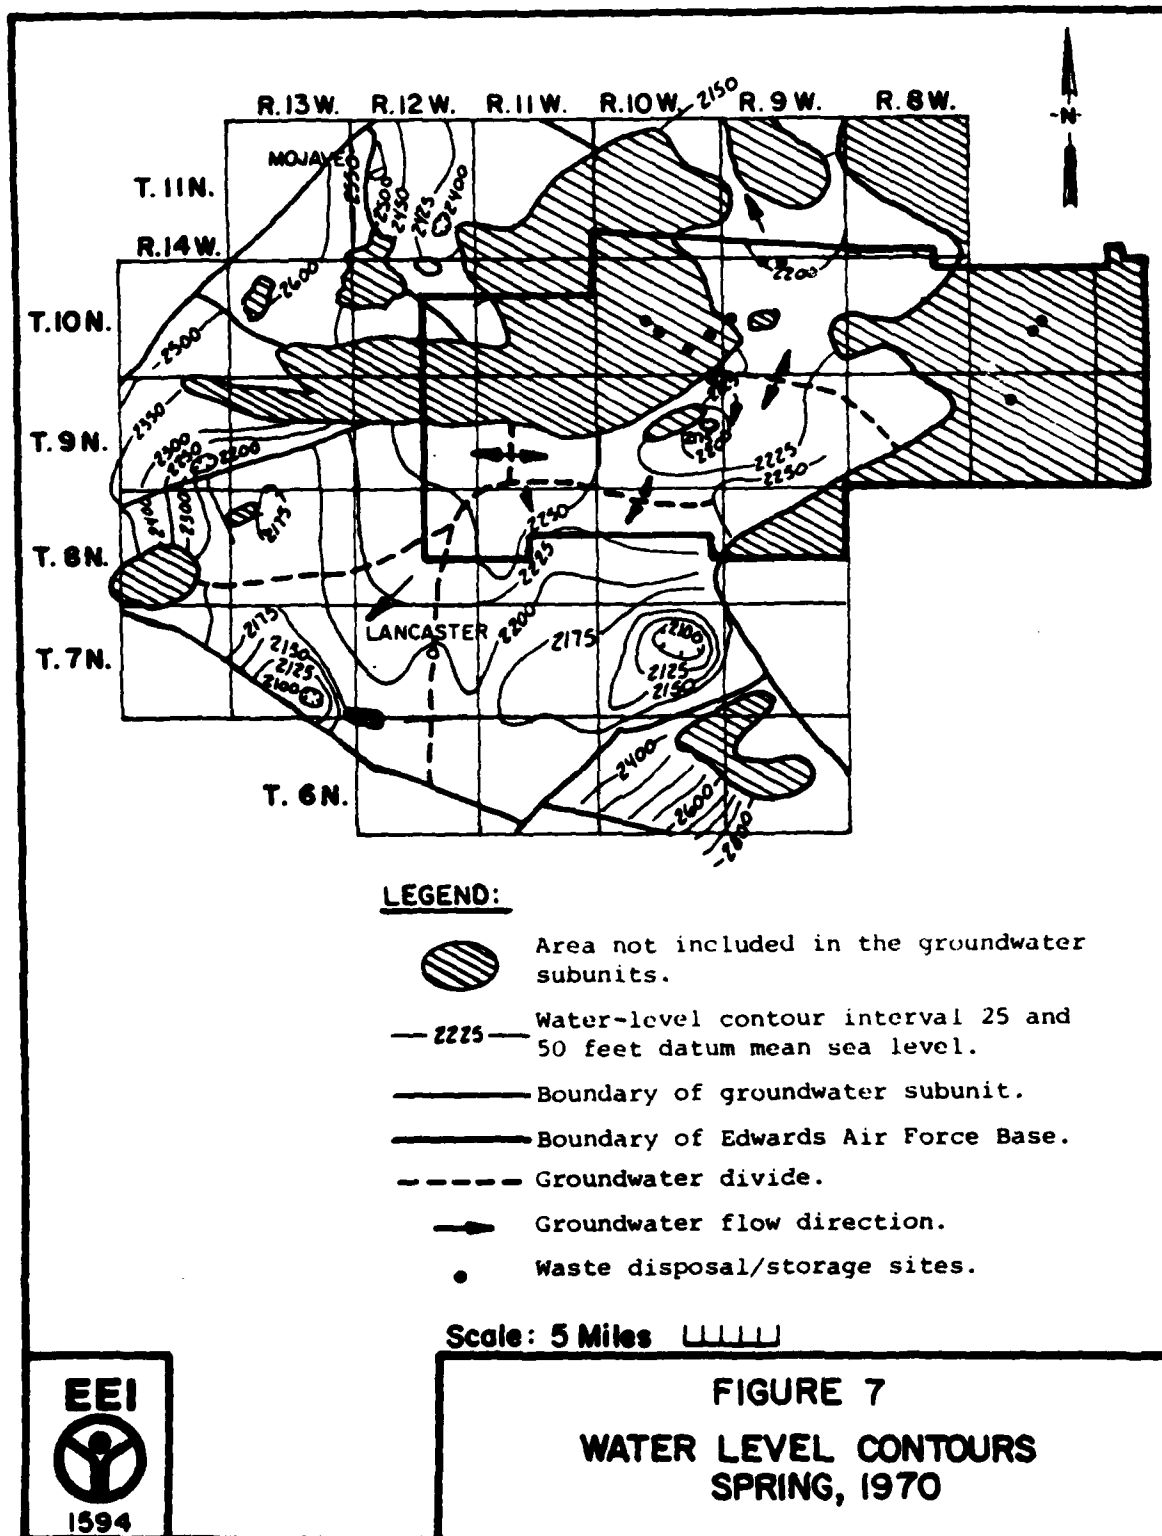 R.13W. R.12W. R.11W. R.10W. 2150 R.9W. R.8W.
-N-
MOJAVE
T.11N.
2550
2500
2450
2425
2400
R.14W.
2600
2200
T.10N.
2500
2350
T.9N.
2300
2250
2200
2175
2200
2225
2250
2400
2300
2175
2250
2225
T.8N.
2200
LANCASTER
2175
2150
2125
2100
2175
2100
2125
2150
T.7N.
2400
2600
2800
T. 6N.
LEGEND:
Area not included in the groundwater
subunits.
2225
Water-level contour interval 25 and
50 feet datum mean sea level.
Boundary of groundwater subunit.
Boundary of Edwards Air Force Base.
Groundwater divide.
Groundwater flow direction.
Waste disposal/storage sites.
Scale: 5 Miles
EEI
1594
FIGURE 7
WATER LEVEL CONTOURS
SPRING, 1970